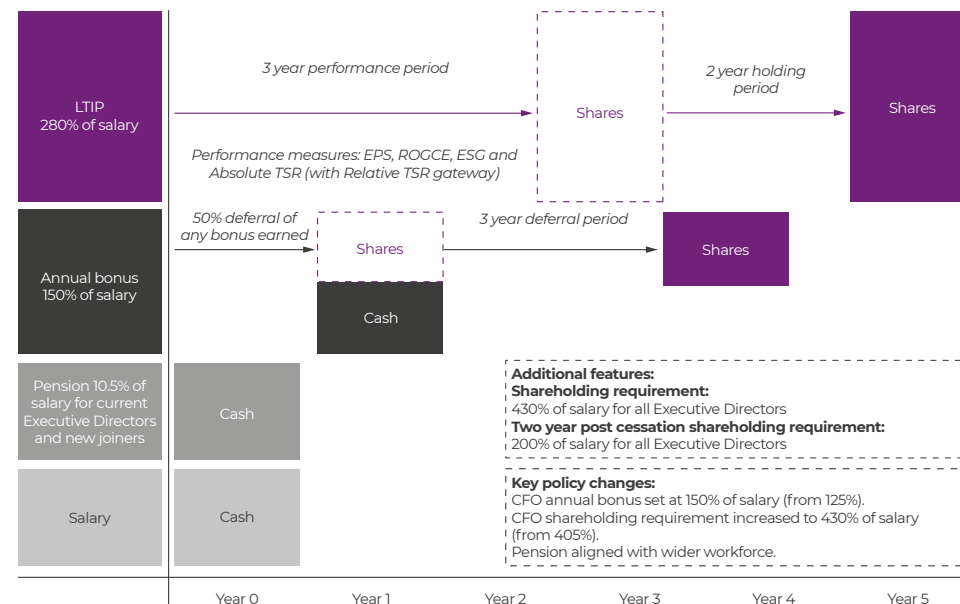 LTIP
280% of salary
3 year performance period
Shares
2 year holding
period
Shares
Performance measures: EPS, ROGCE, ESG and
Absolute TSR (with Relative TSR gateway)
Annual bonus
150% of salary
50% deferral of
any bonus earned
Shares
Cash
3 year deferral period
Shares
Pension 10.5% of
salary for current
Executive Directors
and new joiners
Cash
Additional features:
Shareholding requirement:
430% of salary for all Executive Directors
Two year post cessation shareholding requirement:
200% of salary for all Executive Directors
Salary
Cash
Key policy changes:
CFO annual bonus set at 150% of salary (from 125%).
CFO shareholding requirement increased to 430% of salary
(from 405%).
Pension aligned with wider workforce.
Year 0
Year 1
Year 2
Year 3
Year 4
Year 5